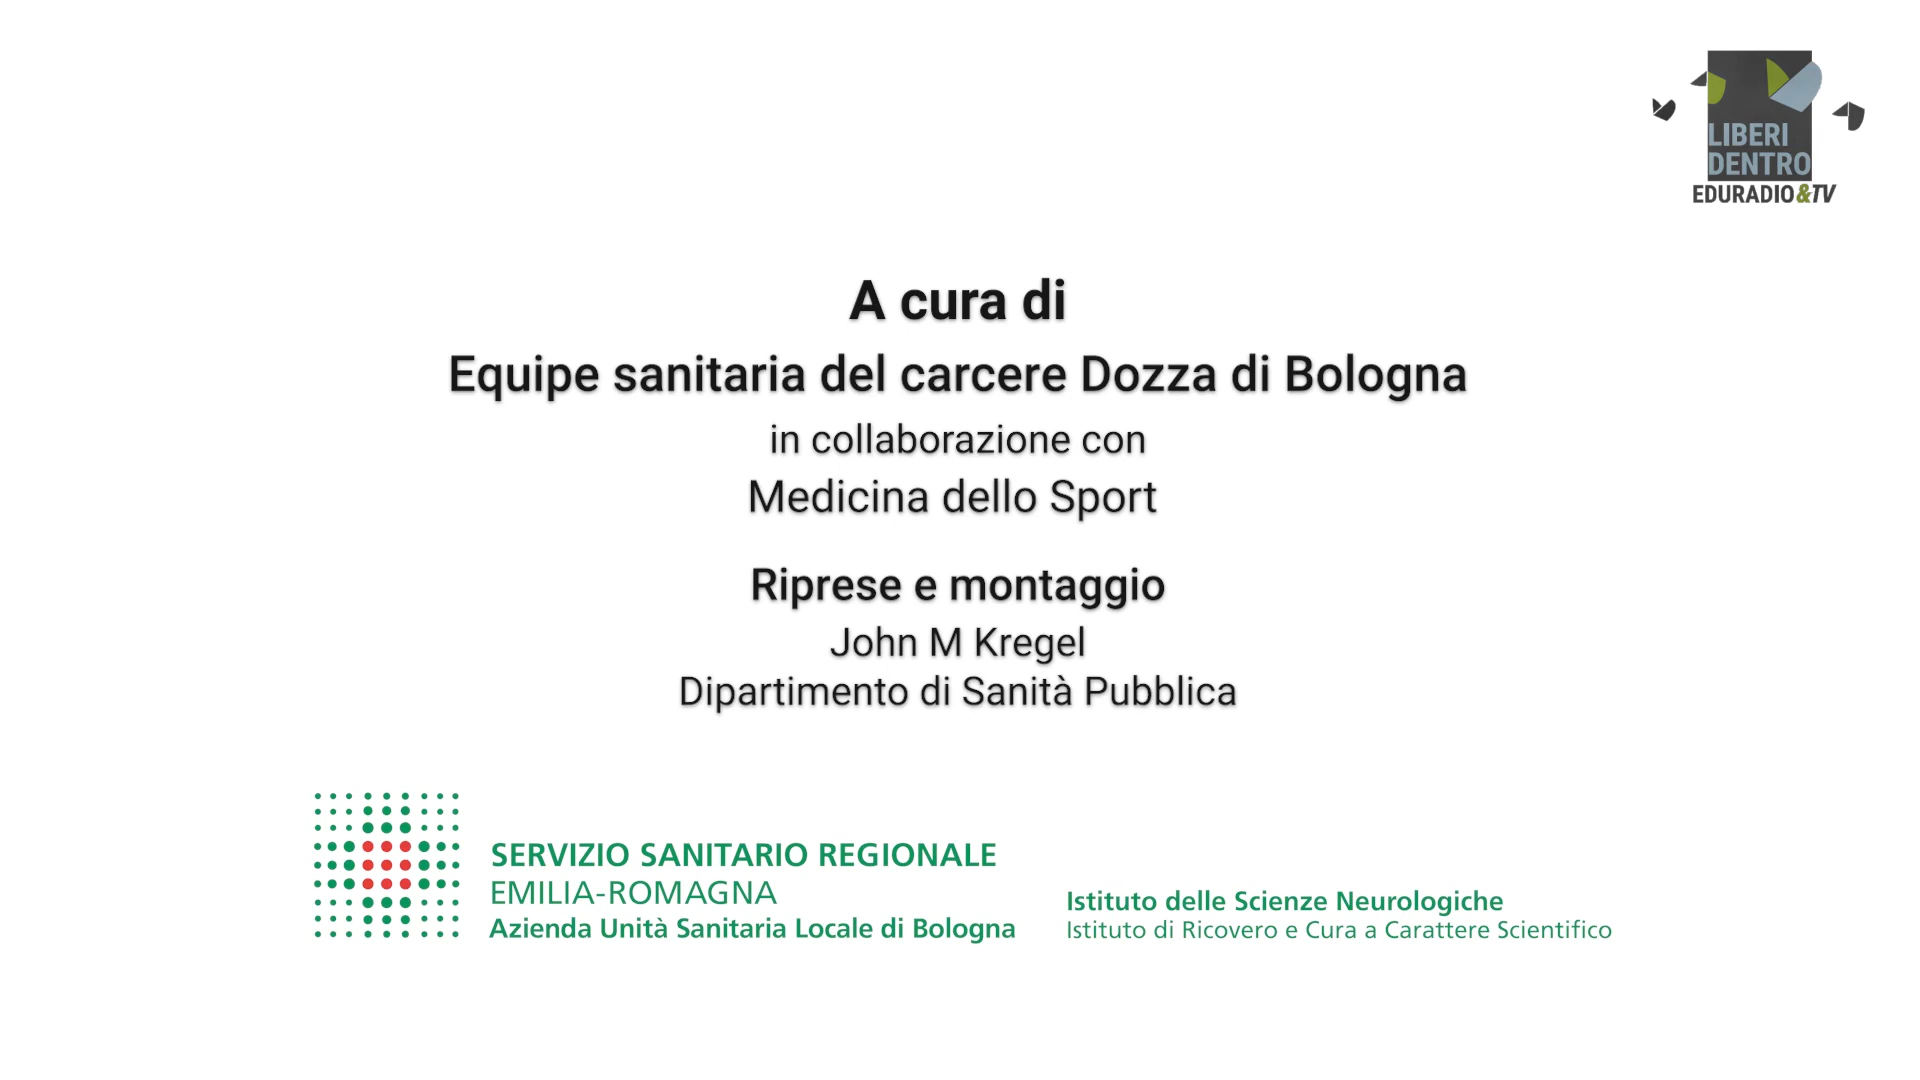 LIBERI
DENTRO
EDURADIO&TV
A cura di
Equipe sanitaria del carcere Dozza di Bologna
in collaborazione con
Medicina dello Sport
Riprese e montaggio
John M Kregel
Dipartimento di Sanità Pubblica
SERVIZIO SANITARIO REGIONALE
EMILIA-ROMAGNA
Azienda Unità Sanitaria Locale di Bologna
Istituto delle Scienze Neurologiche
Istituto di Ricovero e Cura a Carattere Scientifico